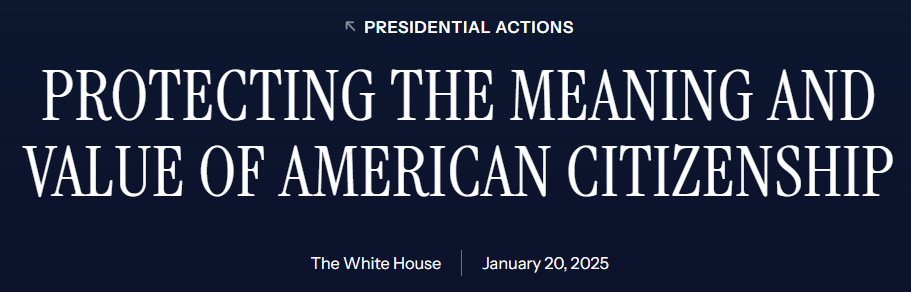 PRESIDENTIAL ACTIONS
PROTECTING THE MEANING AND
VALUE OF AMERICAN CITIZENSHIP
The White House | January 20, 2025